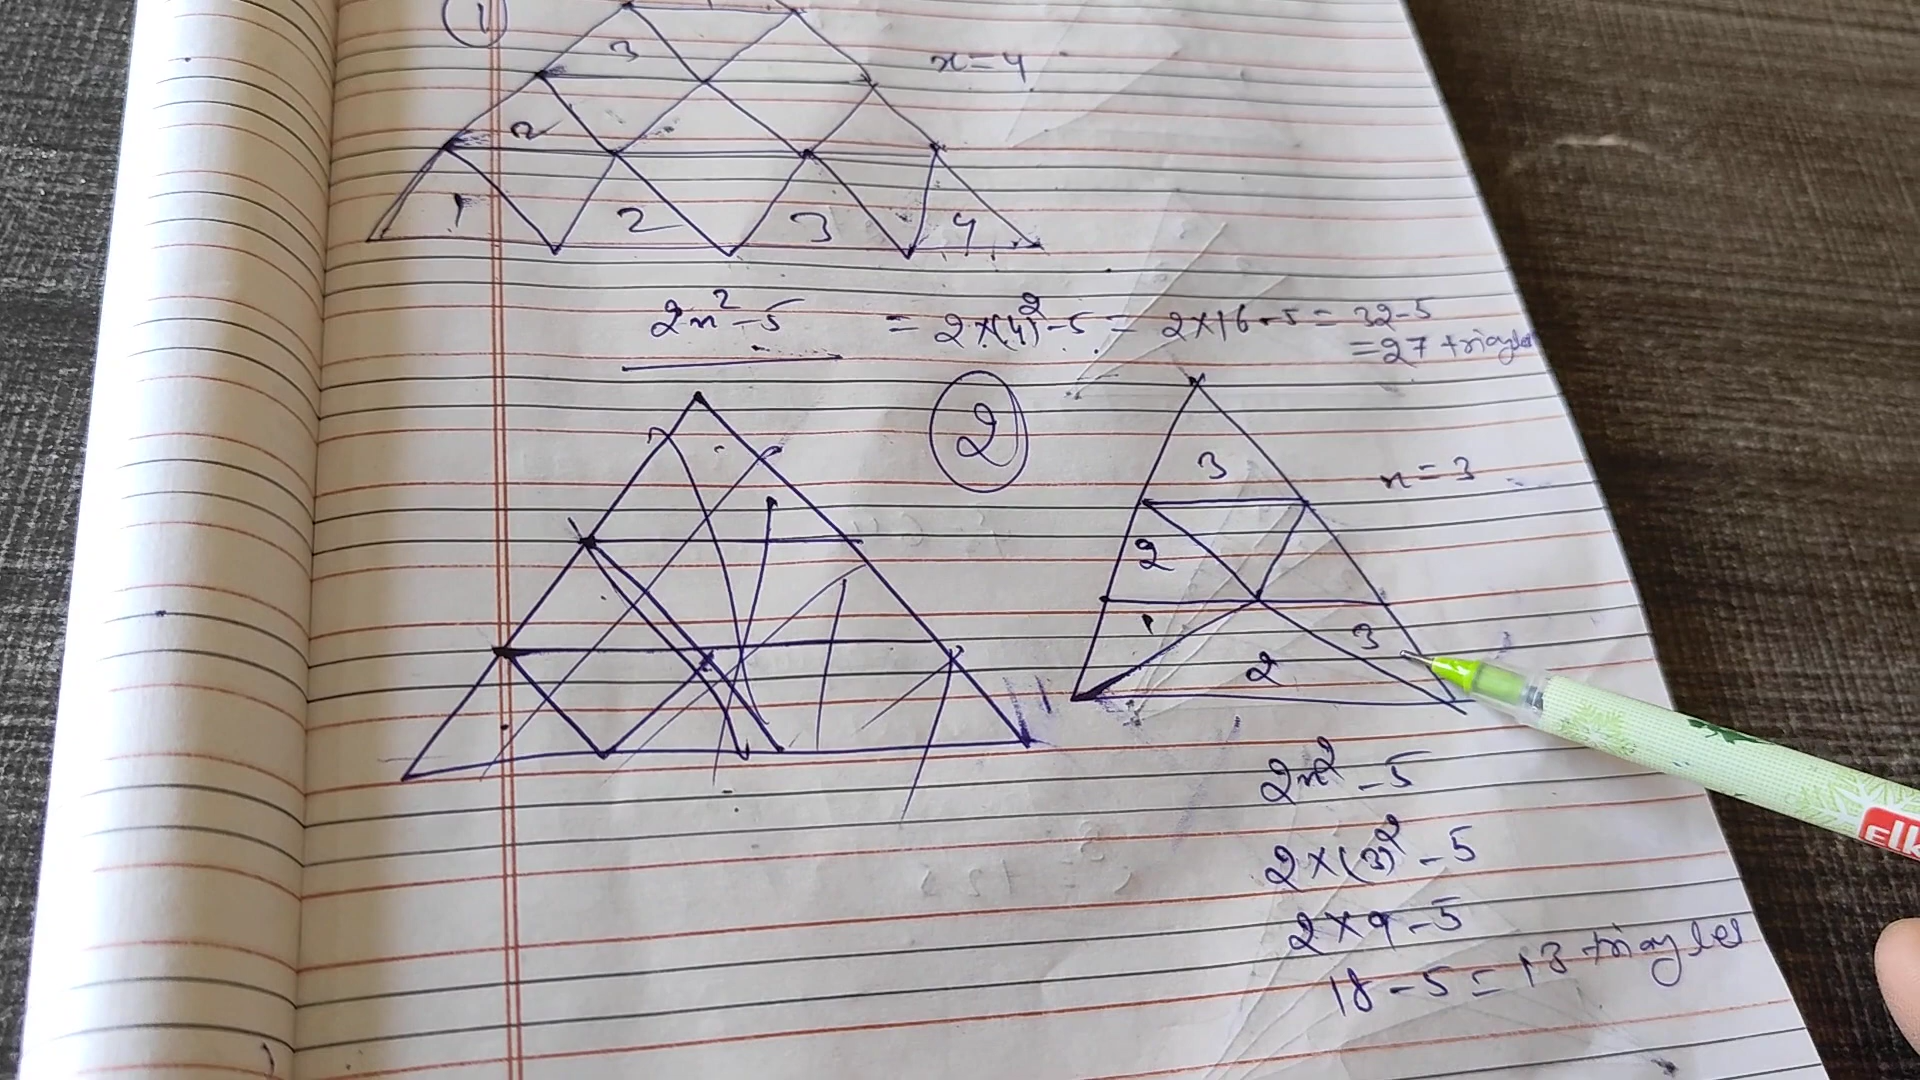 1
3
x=4
2
1 2 3 4
2n²-5 = 2×(4)²-5 = 2×16-5 = 32-5
=27 triangles
2
3
n=3
2
1
3
2
2n²-5
2×(3)²-5
2×9-5
18-5=13 triangles
Elk